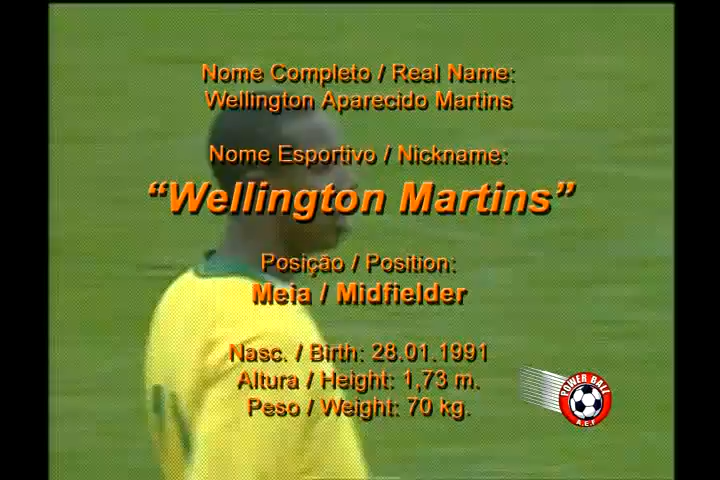 Nome Completo / Real Name:
Wellington Aparecido Martins
Nome Esportivo / Nickname:
“Wellington Martins”
Posição / Position:
Meia / Midfielder
Nasc. / Birth: 28.01.1991
Altura / Height: 1,73 m.
Peso / Weight: 70 kg.
POWER BALL
A.E.F